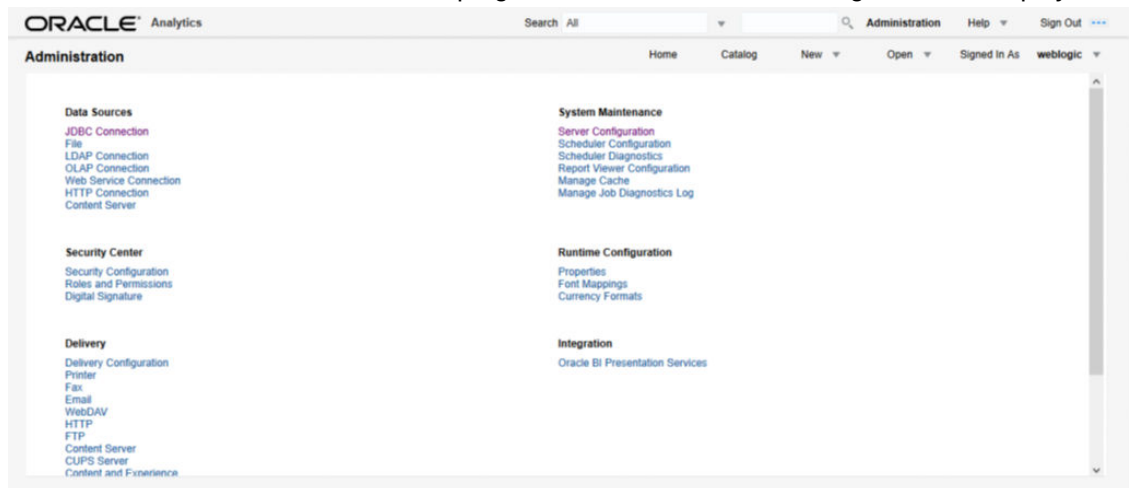 ORACLE Analytics Search All Administration Help Sign Out
Administration Home Catalog New Open Signed In As weblogic
Data Sources
JDBC Connection
File
LDAP Connection
OLAP Connection
Web Service Connection
HTTP Connection
Content Server
System Maintenance
Server Configuration
Scheduler Configuration
Scheduler Diagnostics
Report Viewer Configuration
Manage Cache
Manage Job Diagnostics Log
Security Center
Security Configuration
Roles and Permissions
Digital Signature
Runtime Configuration
Properties
Font Mappings
Currency Formats
Delivery
Delivery Configuration
Printer
Fax
Email
WebDAV
HTTP
FTP
Content Server
CUPS Server
Content and Experience
Integration
Oracle BI Presentation Services